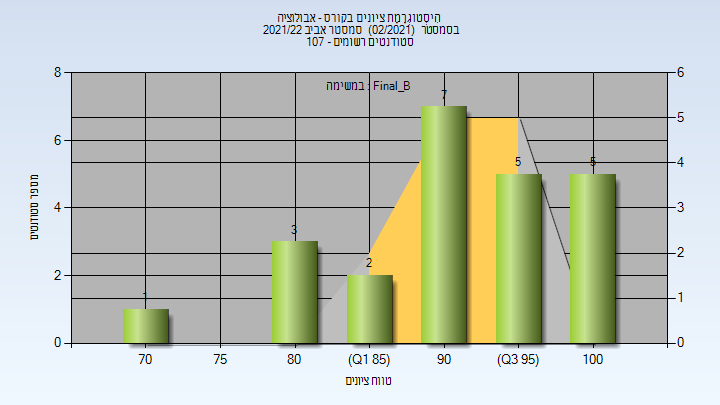 היסטוגרמת ציונים בקורס - אבולוציה
בסמסטר (02/2021) סמסטר אביב 2021/22
סטודנטים רשומים - 107
במשימה : Final_B
8
6
4
2
0
6
5
4
3
2
1
0
1
3
2
7
5
5
מספר סטודנטים
70
75
80
(Q1 85)
90
(Q3 95)
100
טווח ציונים